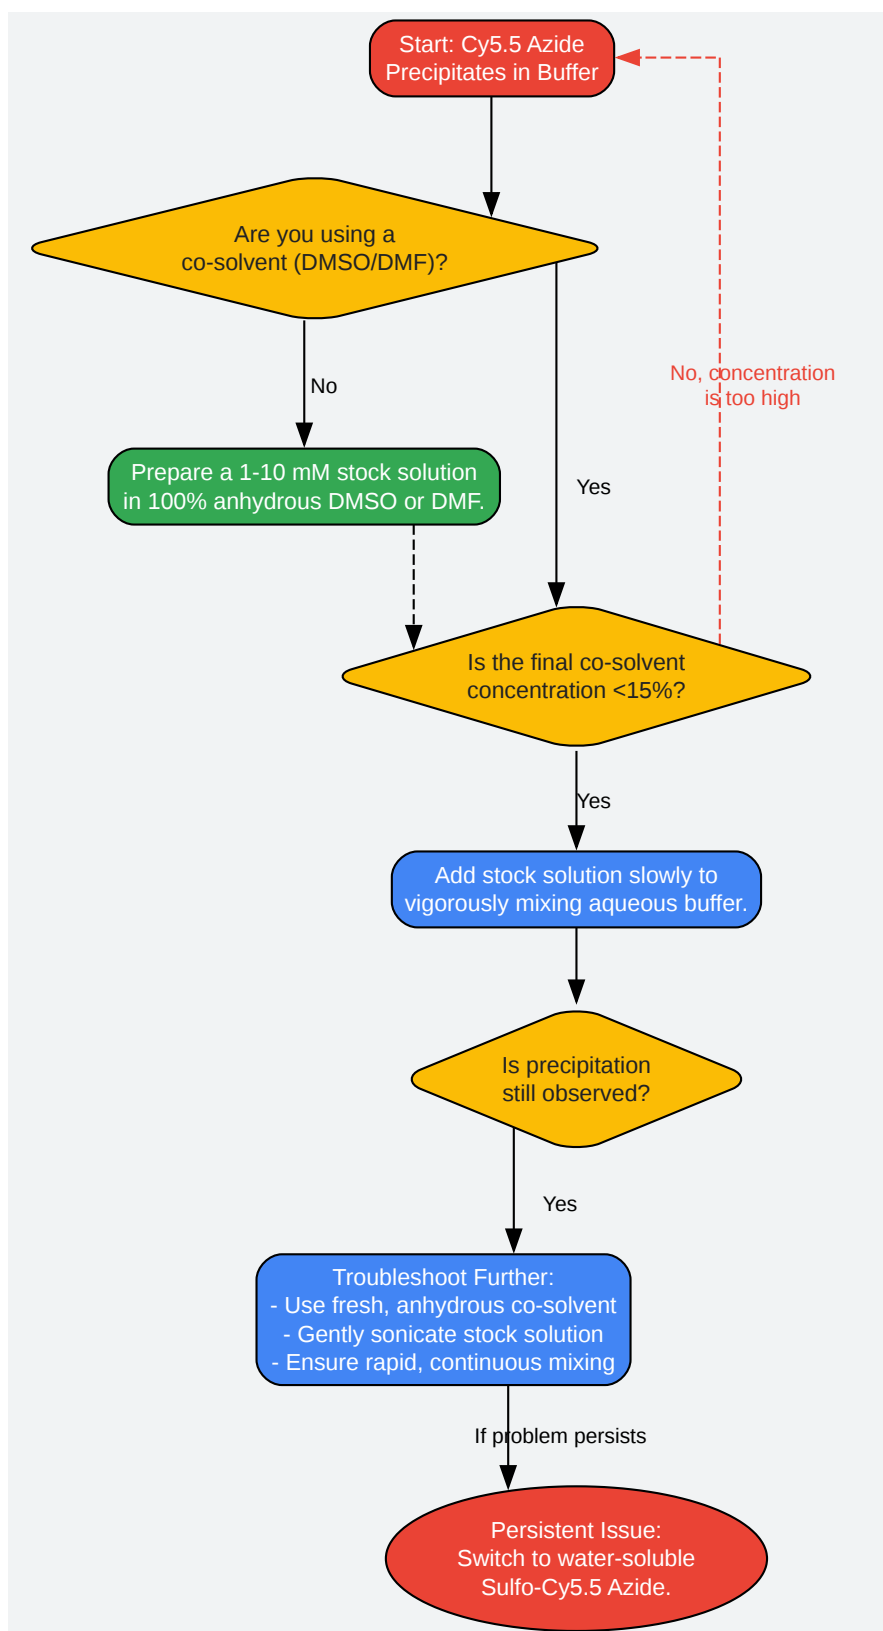 Start: Cy5.5 Azide
Precipitates in Buffer
Are you using a
co-solvent (DMSO/DMF)?
No
No, concentration
is too high
Prepare a 1-10 mM stock solution
in 100% anhydrous DMSO or DMF.
Yes
Is the final co-solvent
concentration <15%?
Yes
Add stock solution slowly to
vigorously mixing aqueous buffer.
Is precipitation
still observed?
Yes
Troubleshoot Further:
- Use fresh, anhydrous co-solvent
- Gently sonicate stock solution
- Ensure rapid, continuous mixing
If problem persists
Persistent Issue:
Switch to water-soluble
Sulfo-Cy5.5 Azide.